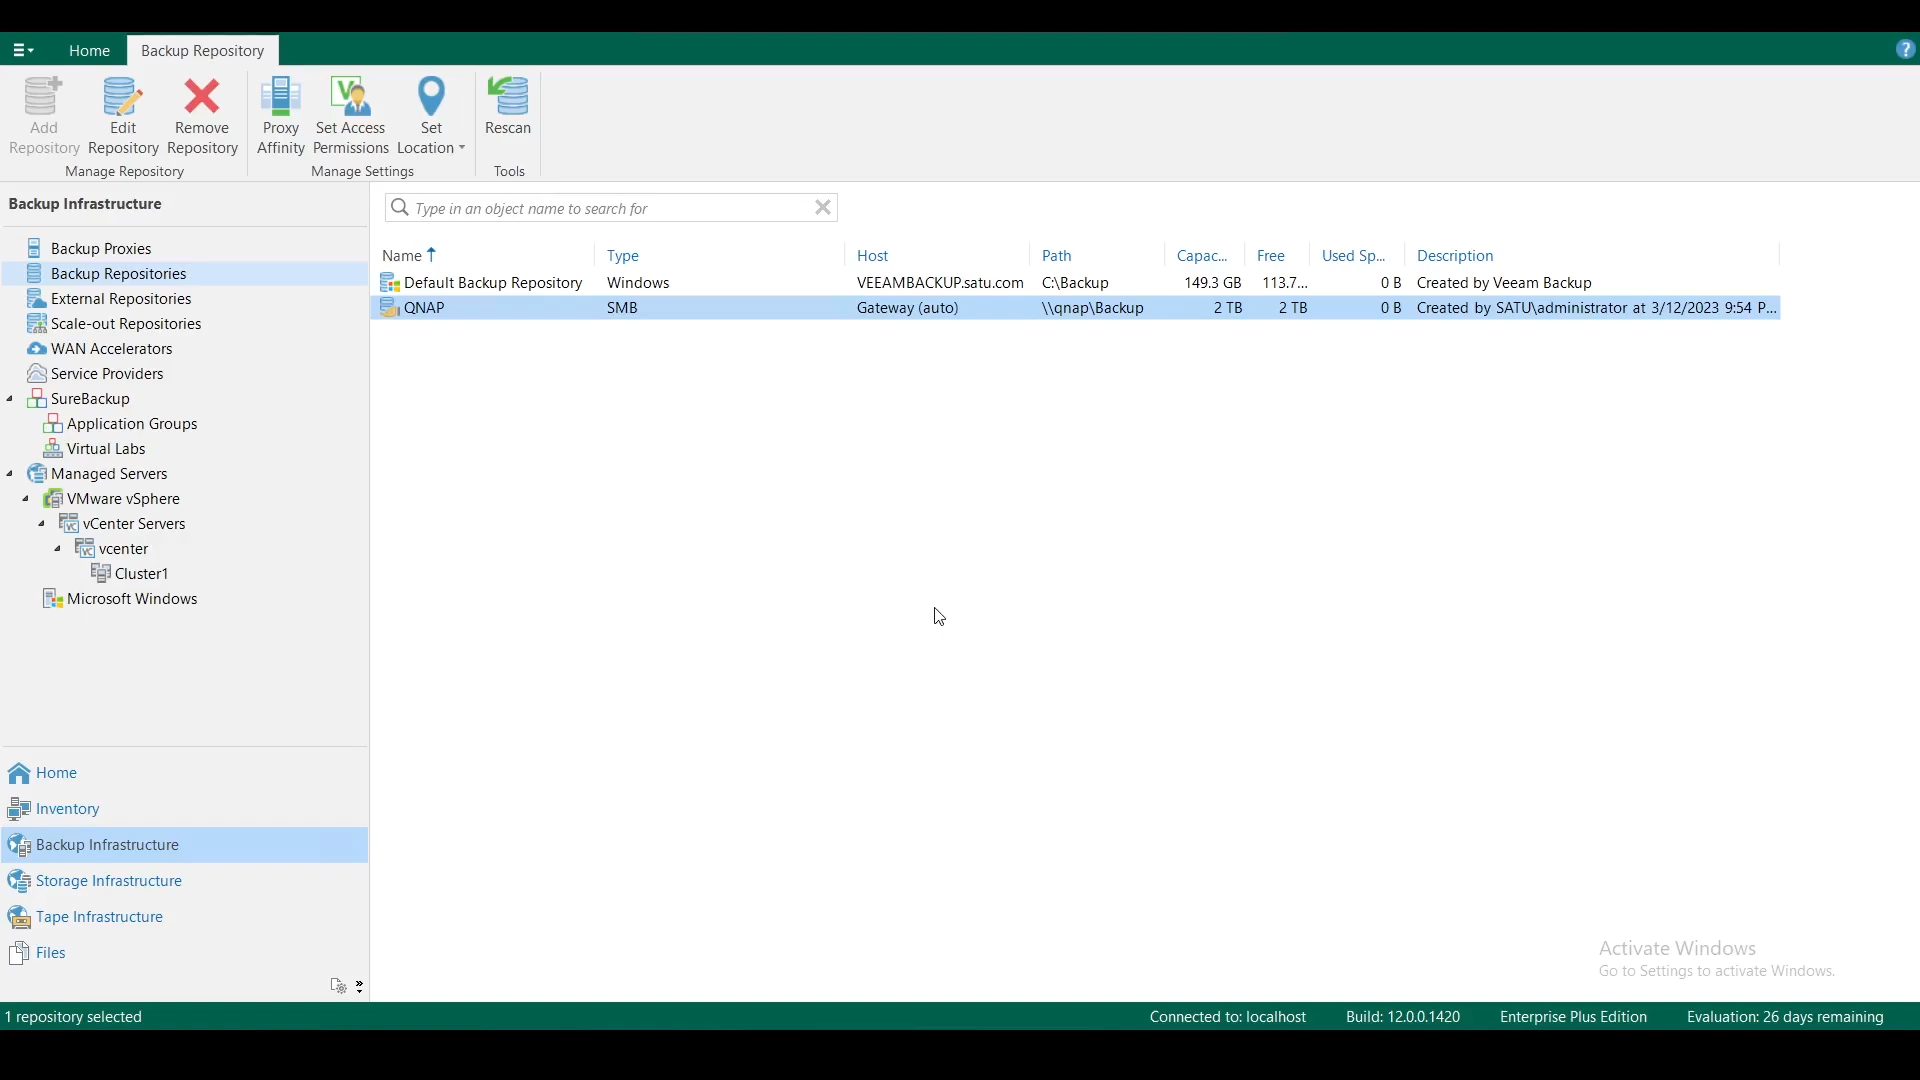 Home
Backup Repository
?
Add
Repository
Edit
Repository
Remove
Repository
Manage Repository
Proxy
Affinity
Set Access
Permissions
Set
Location
Manage Settings
Rescan
Tools
Backup Infrastructure
Backup Proxies
Backup Repositories
External Repositories
Scale-out Repositories
WAN Accelerators
Service Providers
SureBackup
Application Groups
Virtual Labs
Managed Servers
VMware vSphere
vCenter Servers
vcenter
Cluster1
Microsoft Windows
Home
Inventory
Backup Infrastructure
Storage Infrastructure
Tape Infrastructure
Files
Type in an object name to search for
Name Type Host Path Capac... Free Used Sp... Description
Default Backup Repository Windows VEEAMBACKUP.satu.com C:\Backup 149.3 GB 113.7... 0 B Created by Veeam Backup
QNAP SMB Gateway (auto) \\qnap\Backup 2 TB 2 TB 0 B Created by SATU\administrator at 3/12/2023 9:54 P...
Activate Windows
Go to Settings to activate Windows.
1 repository selected Connected to: localhost Build: 12.0.0.1420 Enterprise Plus Edition Evaluation: 26 days remaining